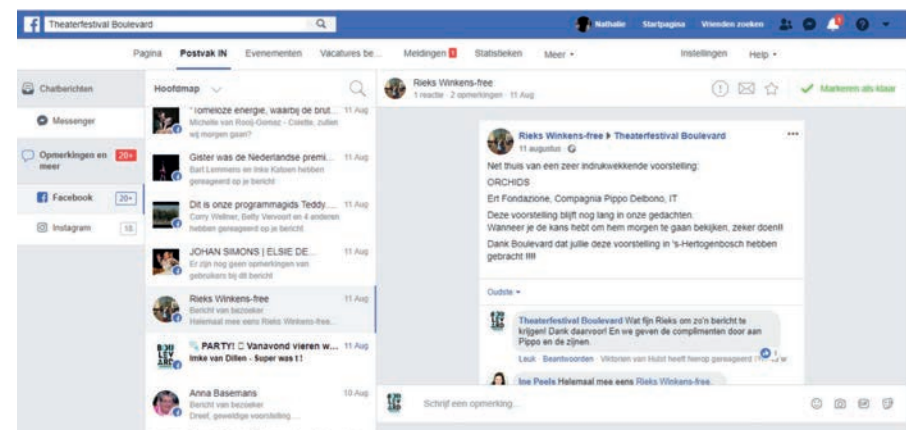 Theaterfestival Boulevard
Nathalie Startpagina Vrienden zoeken
Pagina Postvak IN Evenementen Vacatures be... Meldingen 1 Statistieken Meer Instellingen Help
Chatberichten
Messenger
Opmerkingen en meer 20+
Facebook 20+
Instagram 18
Hoofdmap
"Tomeloze energie, waarbij de brut... 11 Aug
Michelle van Rooij-Gomez - Colette, zullen
wij morgen gaan?
Gister was de Nederlandse premi... 11 Aug
Bart Lammens en Inke Katoen hebben
gereageerd op je bericht
Dit is onze programmagids Teddy.... 11 Aug
Corry Wellner, Betty Vervoort en 4 anderen
hebben gereageerd op je bericht
JOHAN SIMONS | ELSIE DE... 11 Aug
Er zijn nog geen opmerkingen van
gebruikers bij dit bericht
Rieks Winkens-free 11 Aug
Bericht van bezoeker
Helemaal mee eens Rieks Winkens-free...
PARTY! Vanavond vieren w... 11 Aug
Imke van Dillen - Super was t !
Anna Basemans 10 Aug
Bericht van bezoeker
Dreef, geweldige voorstelling ...
Rieks Winkens-free
1 reactie · 2 opmerkingen · 11 Aug
Markeren als klaar
Rieks Winkens-free ▸ Theaterfestival Boulevard
11 augustus
Net thuis van een zeer indrukwekkende voorstelling:
ORCHIDS
Ert Fondazione, Compagnia Pippo Delbono, IT
Deze voorstelling blijft nog lang in onze gedachten.
Wanneer je de kans hebt om hem morgen te gaan bekijken, zeker doen!!
Dank Boulevard dat jullie deze voorstelling in 's-Hertogenbosch hebben
gebracht !!!!
Oudste
Theaterfestival Boulevard Wat fijn Rieks om zo'n bericht te
krijgen! Dank daarvoor! En we geven de complimenten door aan
Pippo en de zijnen.
Leuk · Beantwoorden · Viktorien van Hulst heeft hierop gereageerd
Ine Peels Helemaal mee eens Rieks Winkens-free.
Schrijf een opmerking...